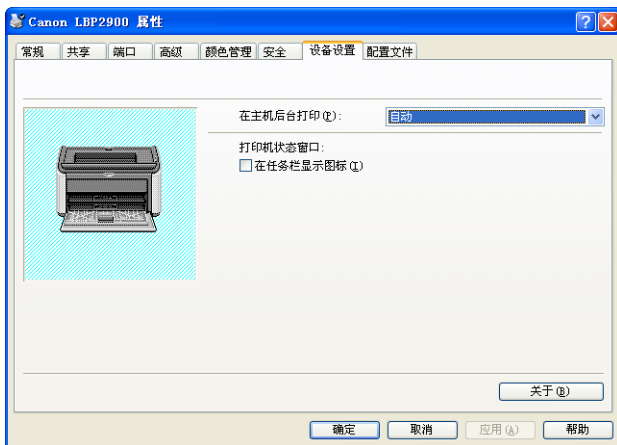 Canon LBP2900 属性
常规 共享 端口 高级 颜色管理 安全 设备设置 配置文件
在主机后台打印(P): 自动
打印机状态窗口:
在任务栏显示图标(I)
关于(B)
确定 取消 应用(A) 帮助